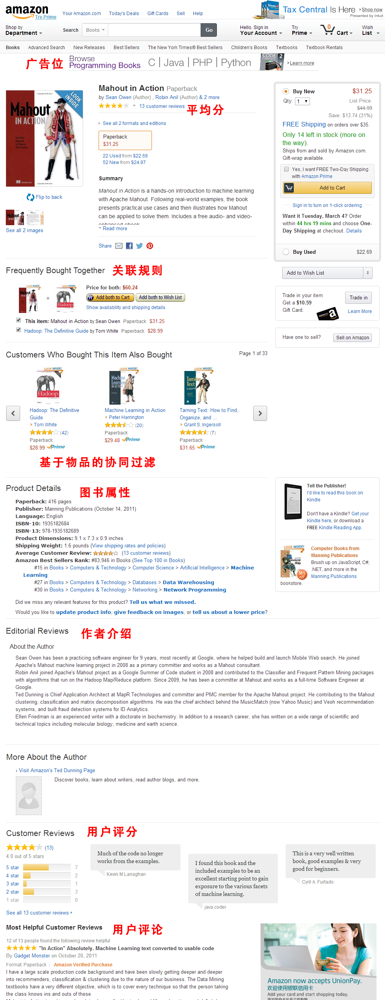 amazon
Try Prime
Your Amazon.com Today's Deals Gift Cards Sell Help
Tax Central Is Here
Shop now
Presented by Intuit
Shop by
Department
Search Books Go
Hello. Sign in
Your Account
Try
Prime
0
Cart
Wish
List
Books Advanced Search New Releases Best Sellers The New York Times® Best Sellers Children's Books Textbooks Textbook Rentals
广告位
Browse
Programming Books
C | Java | PHP | Python
CODE
COMPLETE 2
Learn more
LOOK
INSIDE
Mahout
IN ACTION
Sean Owen
Robin Anil
Ted Dunning
Ellen Friedman
MANNING
Flip to back
See all 2 images
Mahout in Action Paperback
by Sean Owen (Author) , Robin Anil (Author) & 2 more
13 customer reviews
平均分
See all 2 formats and editions
Paperback
$31.25
22 Used from $22.69
52 New from $24.97
Summary
Mahout in Action is a hands-on introduction to machine learning
with Apache Mahout. Following real-world examples, the book
presents practical use cases and then illustrates how Mahout
can be applied to solve them. Includes a free audio- and video-
enhanced ebook
Read more
Share
Buy New $31.25
Qty: 1
List Price:
$44.99
Save: $13.74 (31%)
FREE Shipping on orders over $35.
Only 14 left in stock (more on
the way).
Ships from and sold by Amazon.com.
Gift-wrap available.
Yes, I want FREE Two-Day Shipping
with Amazon Prime
Add to Cart
Sign in to turn on 1-click ordering
Want it Tuesday, March 4? Order
within 44 hrs 19 mins and choose One-
Day Shipping at checkout. Details
Buy Used $22.69
Add to Wish List
Trade in your item
Get a $10.59
Gift Card.
Trade in
Learn More
Have one to sell? Sell on Amazon
Frequently Bought Together
关联规则
Price for both: $60.24
Add both to Cart Add both to Wish List
Show availability and shipping details
This item: Mahout in Action by Sean Owen Paperback $31.25
Hadoop: The Definitive Guide by Tom White Paperback $28.99
Customers Who Bought This Item Also Bought
Page 1 of 33
LOOK INSIDE!
Hadoop
Hadoop: The Definitive
Guide
Tom White
(42)
Paperback
$28.99 Prime
LOOK INSIDE!
Machine
Learning
IN ACTION
Machine Learning in Action
Peter Harrington
(20)
Paperback
$29.48 Prime
LOOK INSIDE!
Taming
Text
Taming Text: How to Find,
Organize, and ...
Grant S. Ingersoll
(7)
Paperback
$31.65 Prime
基于物品的协同过滤
Product Details
图书属性
Paperback: 416 pages
Publisher: Manning Publications (October 14, 2011)
Language: English
ISBN-10: 1935182684
ISBN-13: 978-1935182689
Product Dimensions: 9.1 x 7.3 x 0.9 inches
Shipping Weight: 1.6 pounds (View shipping rates and policies)
Average Customer Review: (13 customer reviews)
Amazon Best Sellers Rank: #83,946 in Books (See Top 100 in Books)
#15 in Books > Computers & Technology > Computer Science > Artificial Intelligence > Machine
Learning
#27 in Books > Computers & Technology > Databases > Data Warehousing
#30 in Books > Computers & Technology > Networking > Network Programming
Did we miss any relevant features for this product? Tell us what we missed.
Would you like to update product info, give feedback on images, or tell us about a lower price?
Tell the Publisher!
I'd like to read this book on
Kindle
Don't have a Kindle? Get your
Kindle here, or download a
FREE Kindle Reading App.
LOOK INSIDE!
JavaScript
Ninja
38%
off
Computer Books from
Manning Publications
Brush up on JavaScript, C#,
.NET, and more in the
Manning Publications
bookstore.
Editorial Reviews
作者介绍
About the Author
Sean Owen has been a practicing software engineer for 9 years, most recently at Google, where he helped build and launch Mobile Web search. He joined
Apache's Mahout machine learning project in 2008 as a primary committer and works as a Mahout consultant.
Robin Anil joined Apache's Mahout project as a Google Summer of Code student in 2008 and contributed to the Classifier and Frequent Pattern Mining packages
with algorithms that run on the Hadoop Map/Reduce platform. Since 2009, he has been a committer at Mahout and works as a full-time Software Engineer at
Google.
Ted Dunning is Chief Application Architect at MapR Technologies and committer and PMC member for the Apache Mahout project. He contributing to the Mahout
clustering, classification and matrix decomposition algorithms. He was the chief architect behind the MusicMatch (now Yahoo Music) and Veoh recommendation
systems, and built fraud detection systems for ID Analytics.
Ellen Friedman is an experienced writer with a doctorate in biochemistry. In addition to a research career, she has written on a wide range of scientific and
technical topics including molecular biology, medicine and earth science.
More About the Author
› Visit Amazon's Ted Dunning Page
Discover books, learn about writers, read author blogs, and more.
Customer Reviews
用户评分
(13)
4.0 out of 5 stars
5 star 7
4 star 2
3 star 1
2 star 3
1 star 0
See all 13 customer reviews
Much of the code no longer
works from the examples.
Kevin M Lanaghan
I found this book and the
included examples to be an
excellent starting point to gain
exposure to the various facets
of machine learning.
java coder
This is a very well written
book, good examples & very
good for beginners.
Cyril A. Furtado
Most Helpful Customer Reviews
用户评论
12 of 13 people found the following review helpful
"In Action" Absolutely. Machine Learning text converted to usable code
By Gadget Monster on October 20, 2011
Format: Paperback | Amazon Verified Purchase
I have a large scale production code background and have been slowly getting deeper and deeper
into recommenders, classification & clustering due to the nature of our business. The Data Mining
textbooks have a very different objective, which is to cover every technique so that the person taking
the class knows ins and outs of these.
Amazon now accepts UnionPay.
欢迎使用银联信用卡
Add your card and start shopping today.